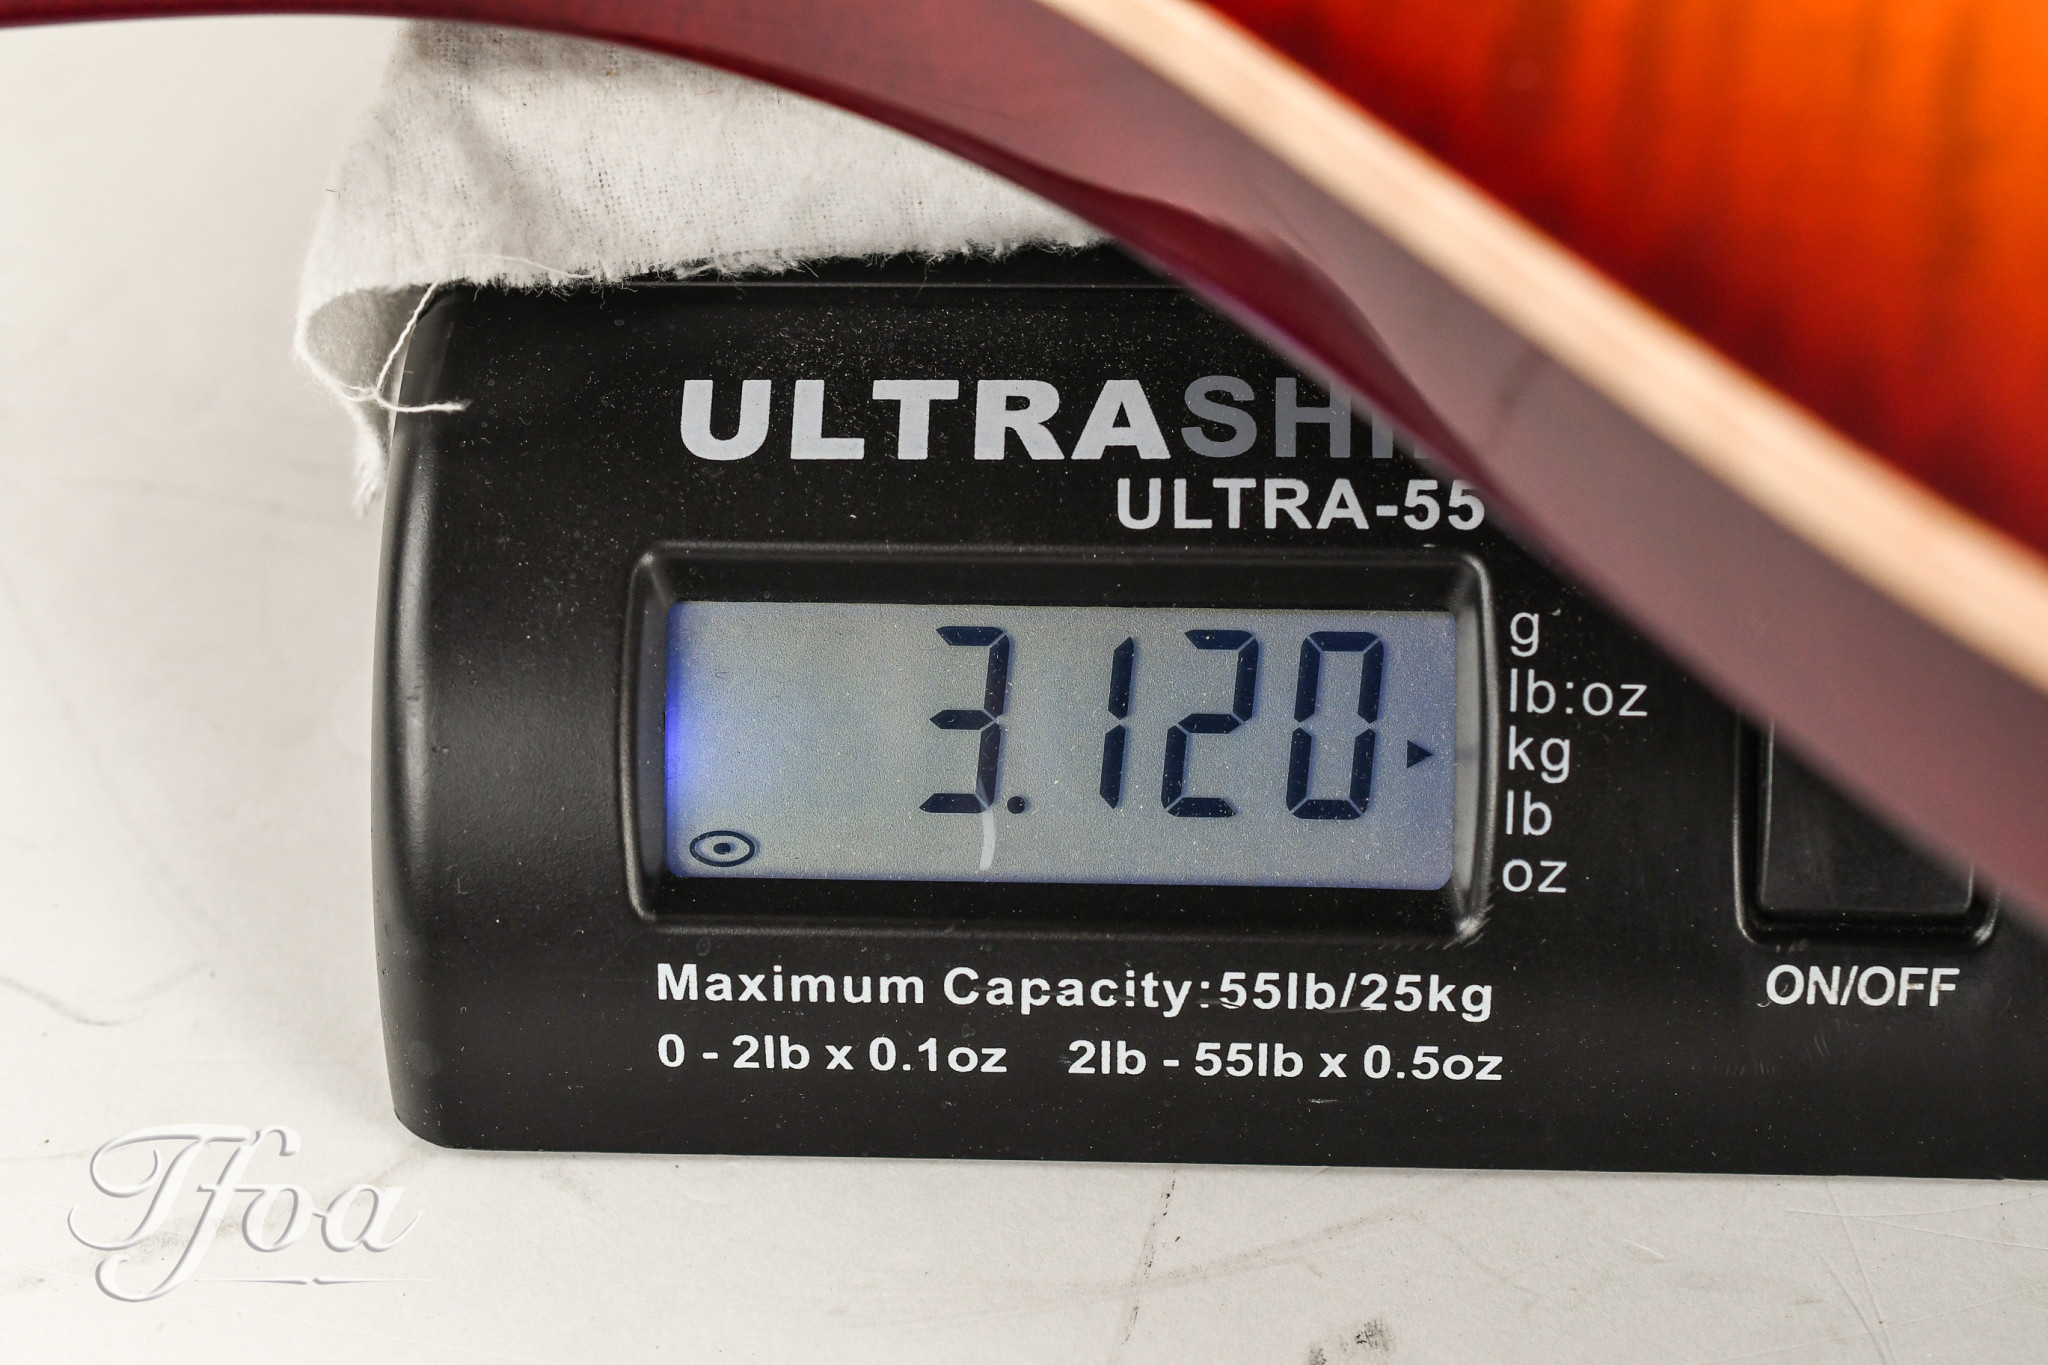 ULTRASHI
ULTRA-55
3.120
g
lb:oz
kg
lb
oz
Maximum Capacity:55lb/25kg
0 - 2lb x 0.1oz 2lb - 55lb x 0.5oz
ON/OFF
Tfoa